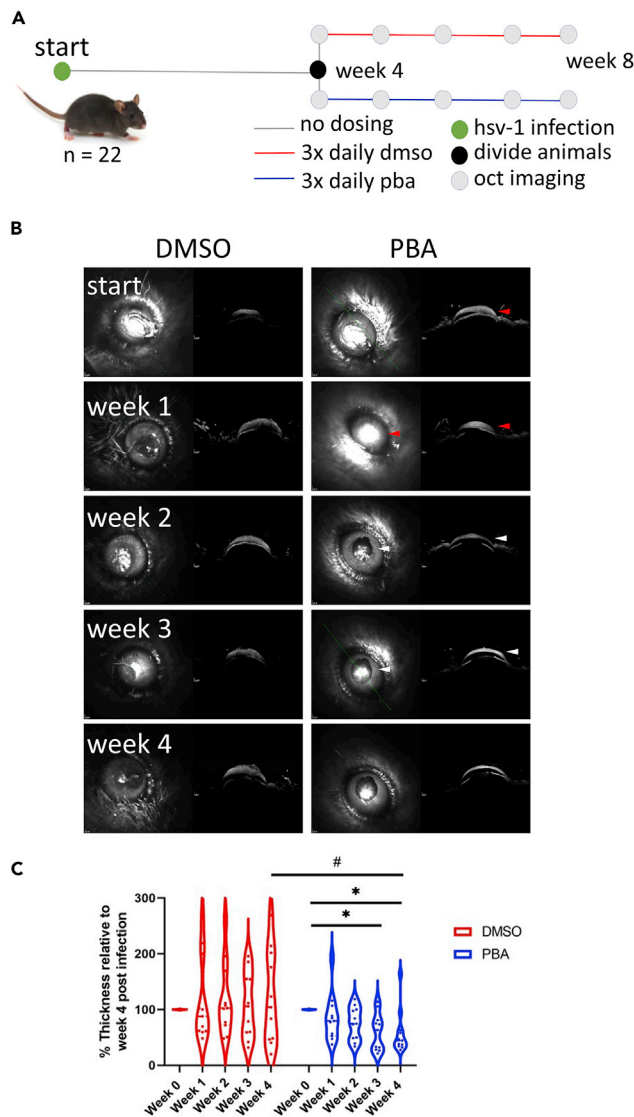 A
start
week 4
week 8
n = 22
no dosing
3x daily dmso
3x daily pba
hsv-1 infection
divide animals
oct imaging
B
DMSO
PBA
start
week 1
week 2
week 3
week 4
C
#
*
*
% Thickness relative to
week 4 post infection
300
200
100
0
Week 0
Week 1
Week 2
Week 3
Week 4
Week 0
Week 1
Week 2
Week 3
Week 4
DMSO
PBA